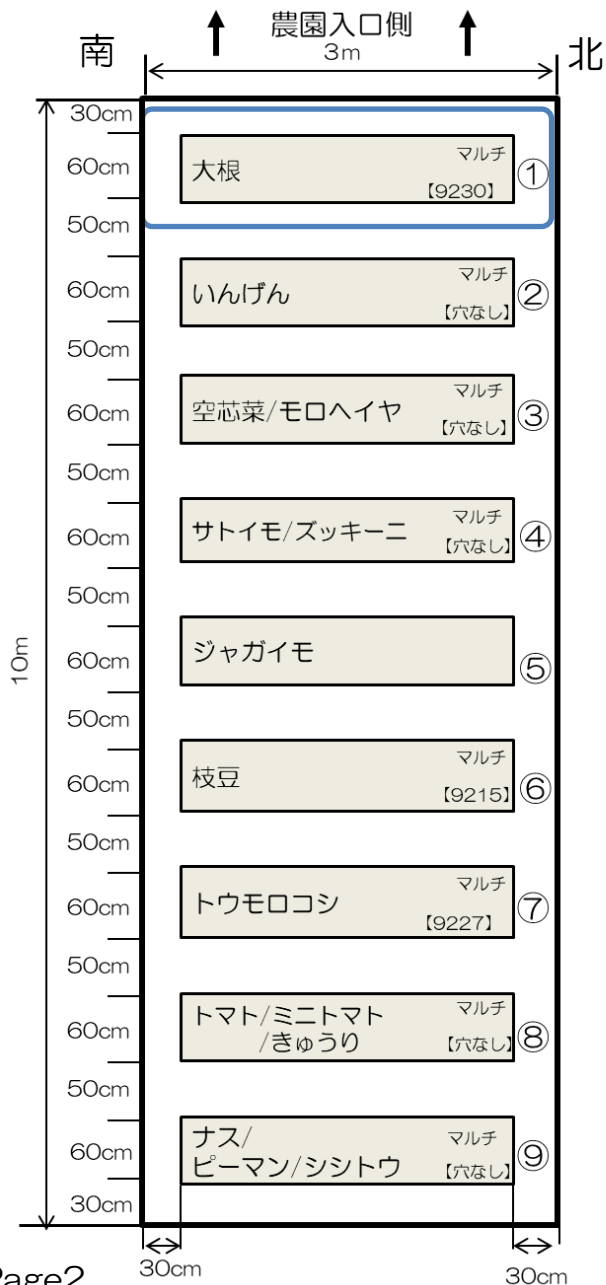 農園入口側
南
3m
北
30cm
60cm
大根
マルチ
【9230】
①
50cm
60cm
いんげん
マルチ
【穴なし】
②
50cm
60cm
空芯菜/モロヘイヤ
マルチ
【穴なし】
③
50cm
60cm
サトイモ/ズッキーニ
マルチ
【穴なし】
④
50cm
10m
60cm
ジャガイモ
⑤
50cm
60cm
枝豆
マルチ
【9215】
⑥
50cm
60cm
トウモロコシ
マルチ
【9227】
⑦
50cm
60cm
トマト/ミニトマト
/きゅうり
マルチ
【穴なし】
⑧
50cm
60cm
ナス/
ピーマン/シシトウ
マルチ
【穴なし】
⑨
30cm
Page2
30cm
30cm